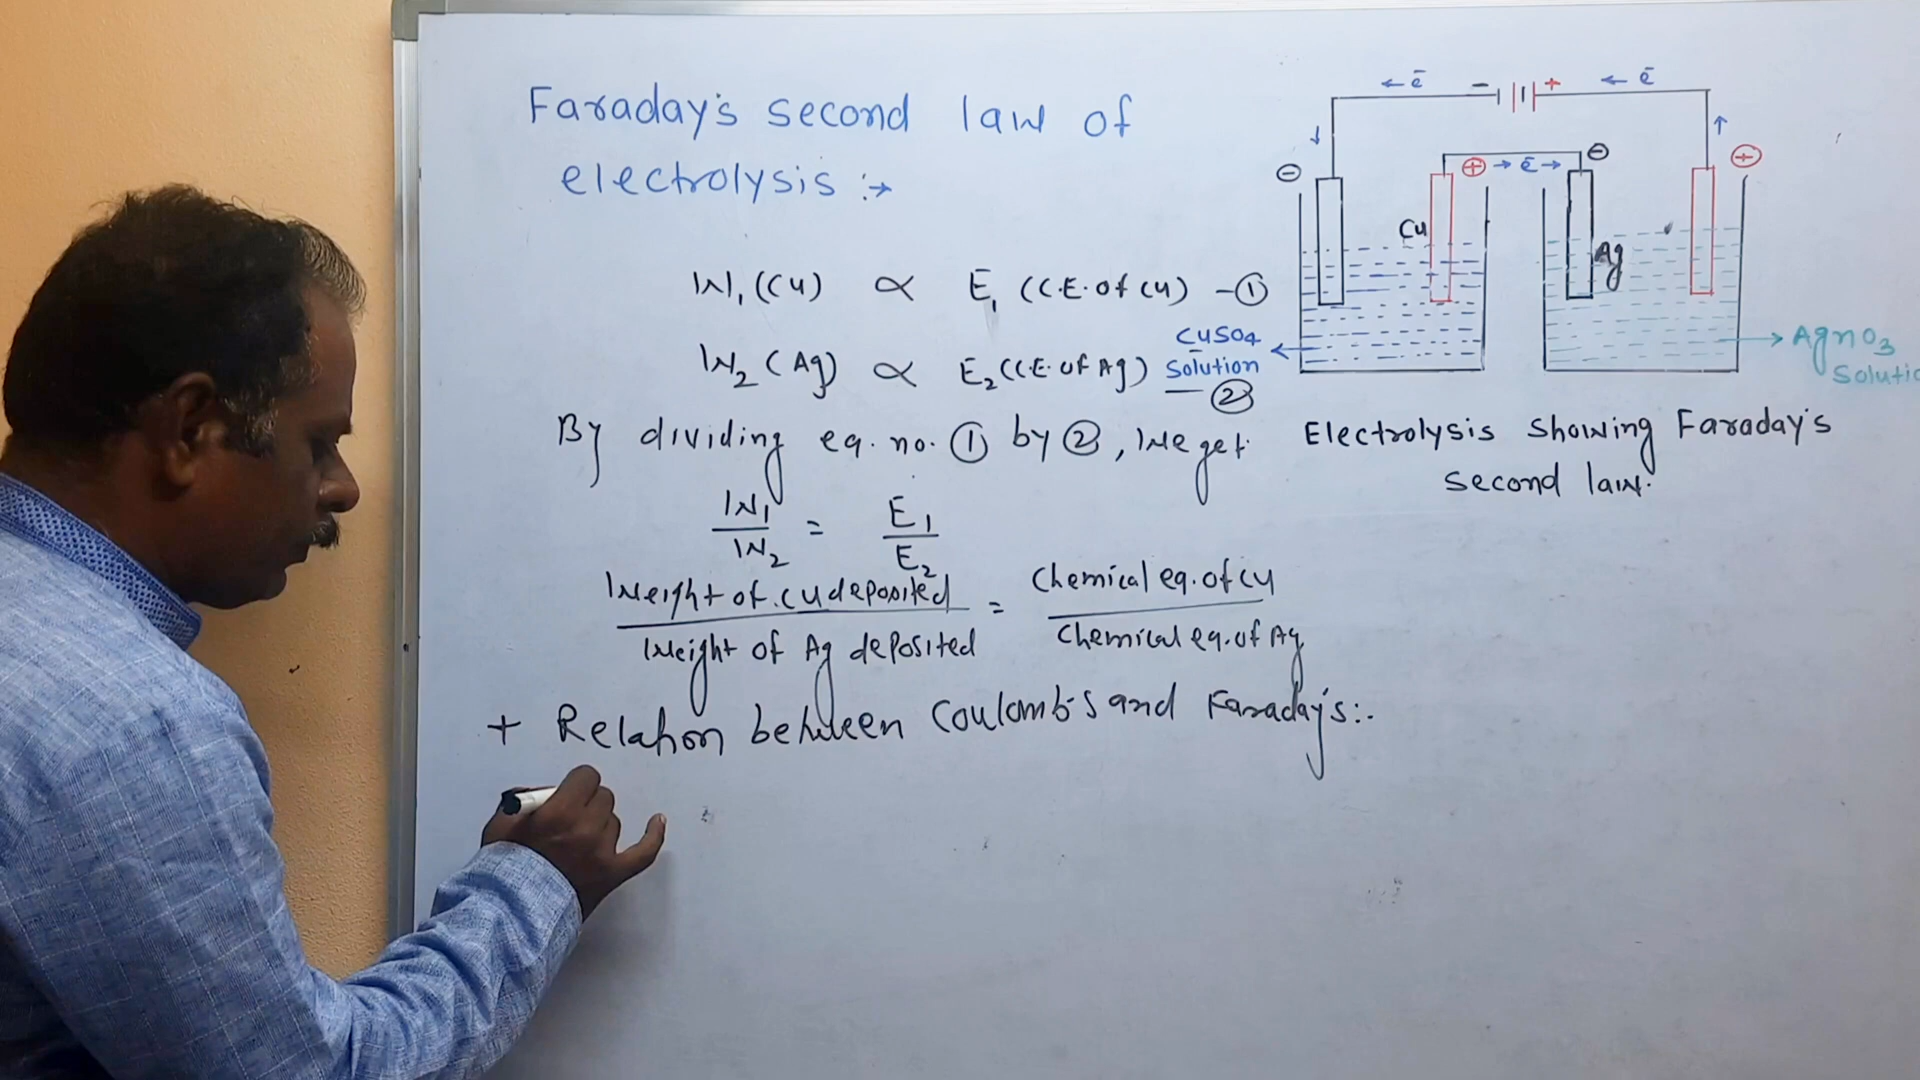 Faraday's second law of
electrolysis :→
W₁ (Cu) ∝ E₁ (C.E. of Cu) - ①
W₂ (Ag) ∝ E₂ (C.E. of Ag) — ②
By dividing eq. no. ① by ②, we get
W₁/W₂ = E₁/E₂
Weight of Cu deposited / Weight of Ag deposited = Chemical eq. of Cu / Chemical eq. of Ag
+ Relation between Coulomb's and Faraday's:-
← ē - + ← ē
⊖ ⊕ → ē → ⊖ ⊕
Cu
Ag
CuSO₄
Solution
AgnO₃
Solutio
Electrolysis showing Faraday's
second law.